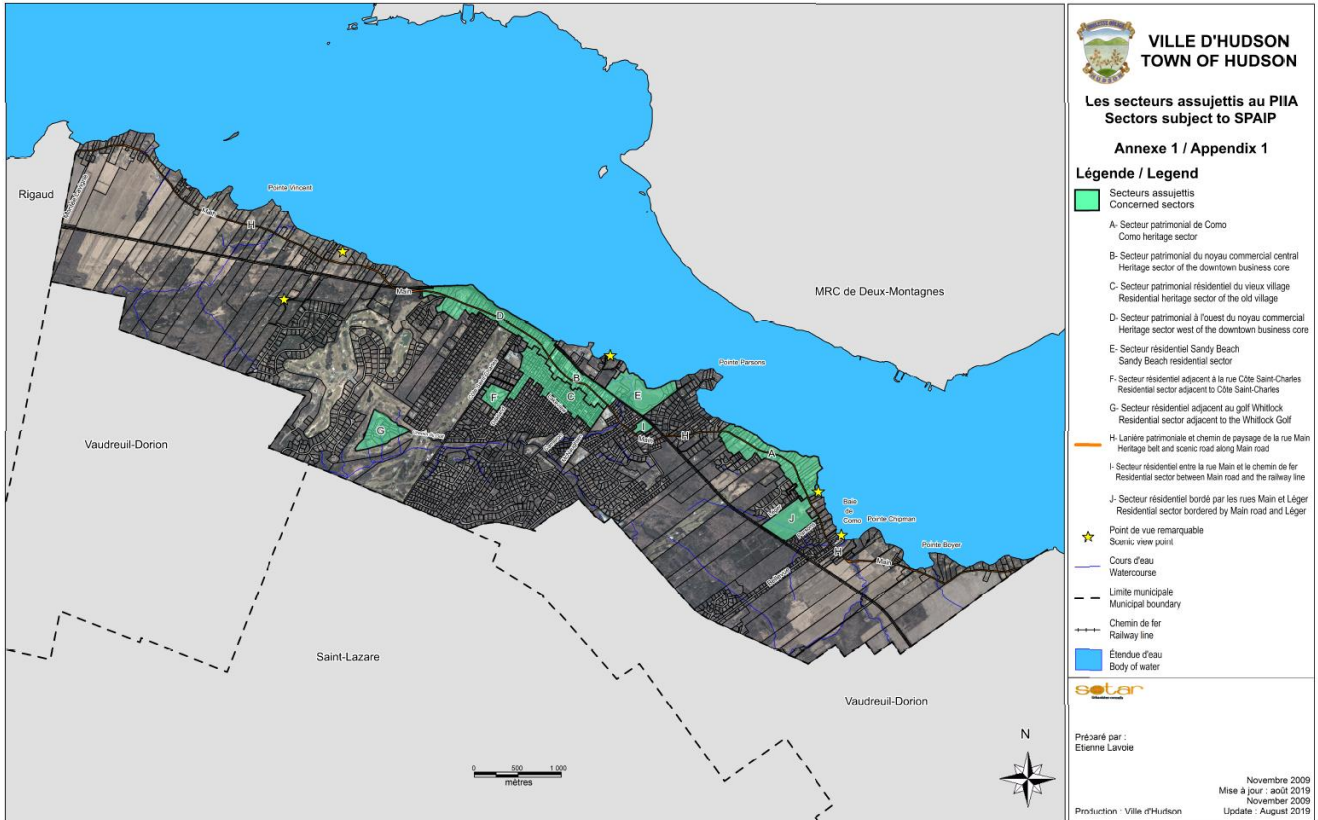 Rigaud
Pointe Vincent
Main
H
Main
MRC de Deux-Montagnes
D
Pointe Parsons
B
E
F
C
I
Main
H
G
A
Vaudreuil-Dorion
J
Baie
de
Como
Pointe Chipman
Pointe Boyer
H
Main
Bellevue
Saint-Lazare
Vaudreuil-Dorion
N
0 500 1 000
mètres
VILLE D'HUDSON
TOWN OF HUDSON
Les secteurs assujettis au PIIA
Sectors subject to SPAIP
Annexe 1 / Appendix 1
Légende / Legend
Secteurs assujettis
Concerned sectors
A- Secteur patrimonial de Como
Como heritage sector
B- Secteur patrimonial du noyau commercial central
Heritage sector of the downtown business core
C- Secteur patrimonial résidentiel du vieux village
Residential heritage sector of the old village
D- Secteur patrimonial à l'ouest du noyau commercial
Heritage sector west of the downtown business core
E- Secteur résidentiel Sandy Beach
Sandy Beach residential sector
F- Secteur résidentiel adjacent à la rue Côte Saint-Charles
Residential sector adjacent to Côte Saint-Charles
G- Secteur résidentiel adjacent au golf Whitlock
Residential sector adjacent to the Whitlock Golf
H- Lanière patrimoniale et chemin de paysage de la rue Main
Heritage belt and scenic road along Main road
I- Secteur résidentiel entre la rue Main et le chemin de fer
Residential sector between Main road and the railway line
J- Secteur résidentiel bordé par les rues Main et Léger
Residential sector bordered by Main road and Léger
Point de vue remarquable
Scenic view point
Cours d'eau
Watercourse
Limite municipale
Municipal boundary
Chemin de fer
Railway line
Étendue d'eau
Body of water
sotar
Préparé par :
Etienne Lavoie
Novembre 2009
Mise à jour : août 2019
November 2009
Production : Ville d'Hudson
Update : August 2019